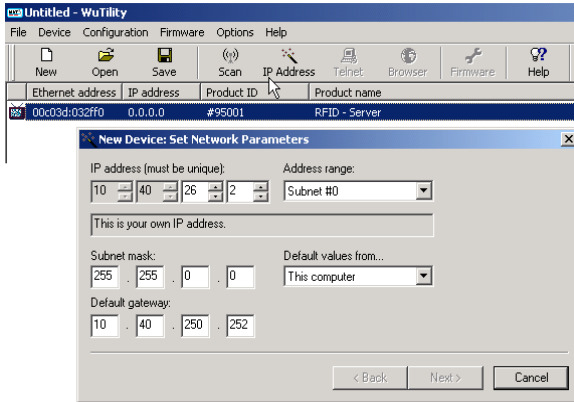 Untitled - WuTility
File Device Configuration Firmware Options Help
New Open Save Scan IP Address Telnet Browser Firmware Help
Ethernet address IP address Product ID Product name
00c03d:032ff0 0.0.0.0 #95001 RFID - Server
New Device: Set Network Parameters
IP address (must be unique): Address range:
10 40 26 2 Subnet #0
This is your own IP address.
Subnet mask: Default values from...
255 . 255 . 0 . 0 This computer
Default gateway:
10 . 40 . 250 . 252
< Back Next > Cancel